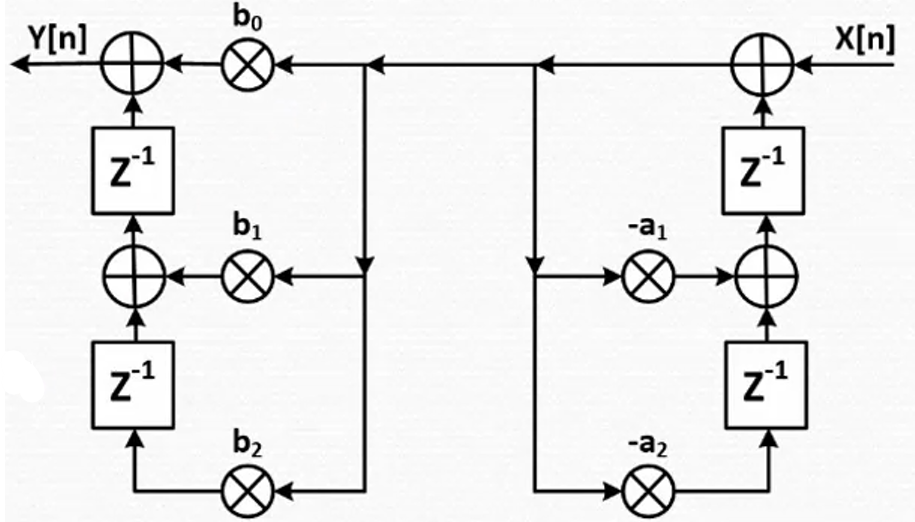 b₀
Y[n]
X[n]
Z⁻¹
Z⁻¹
b₁
-a₁
Z⁻¹
Z⁻¹
b₂
-a₂